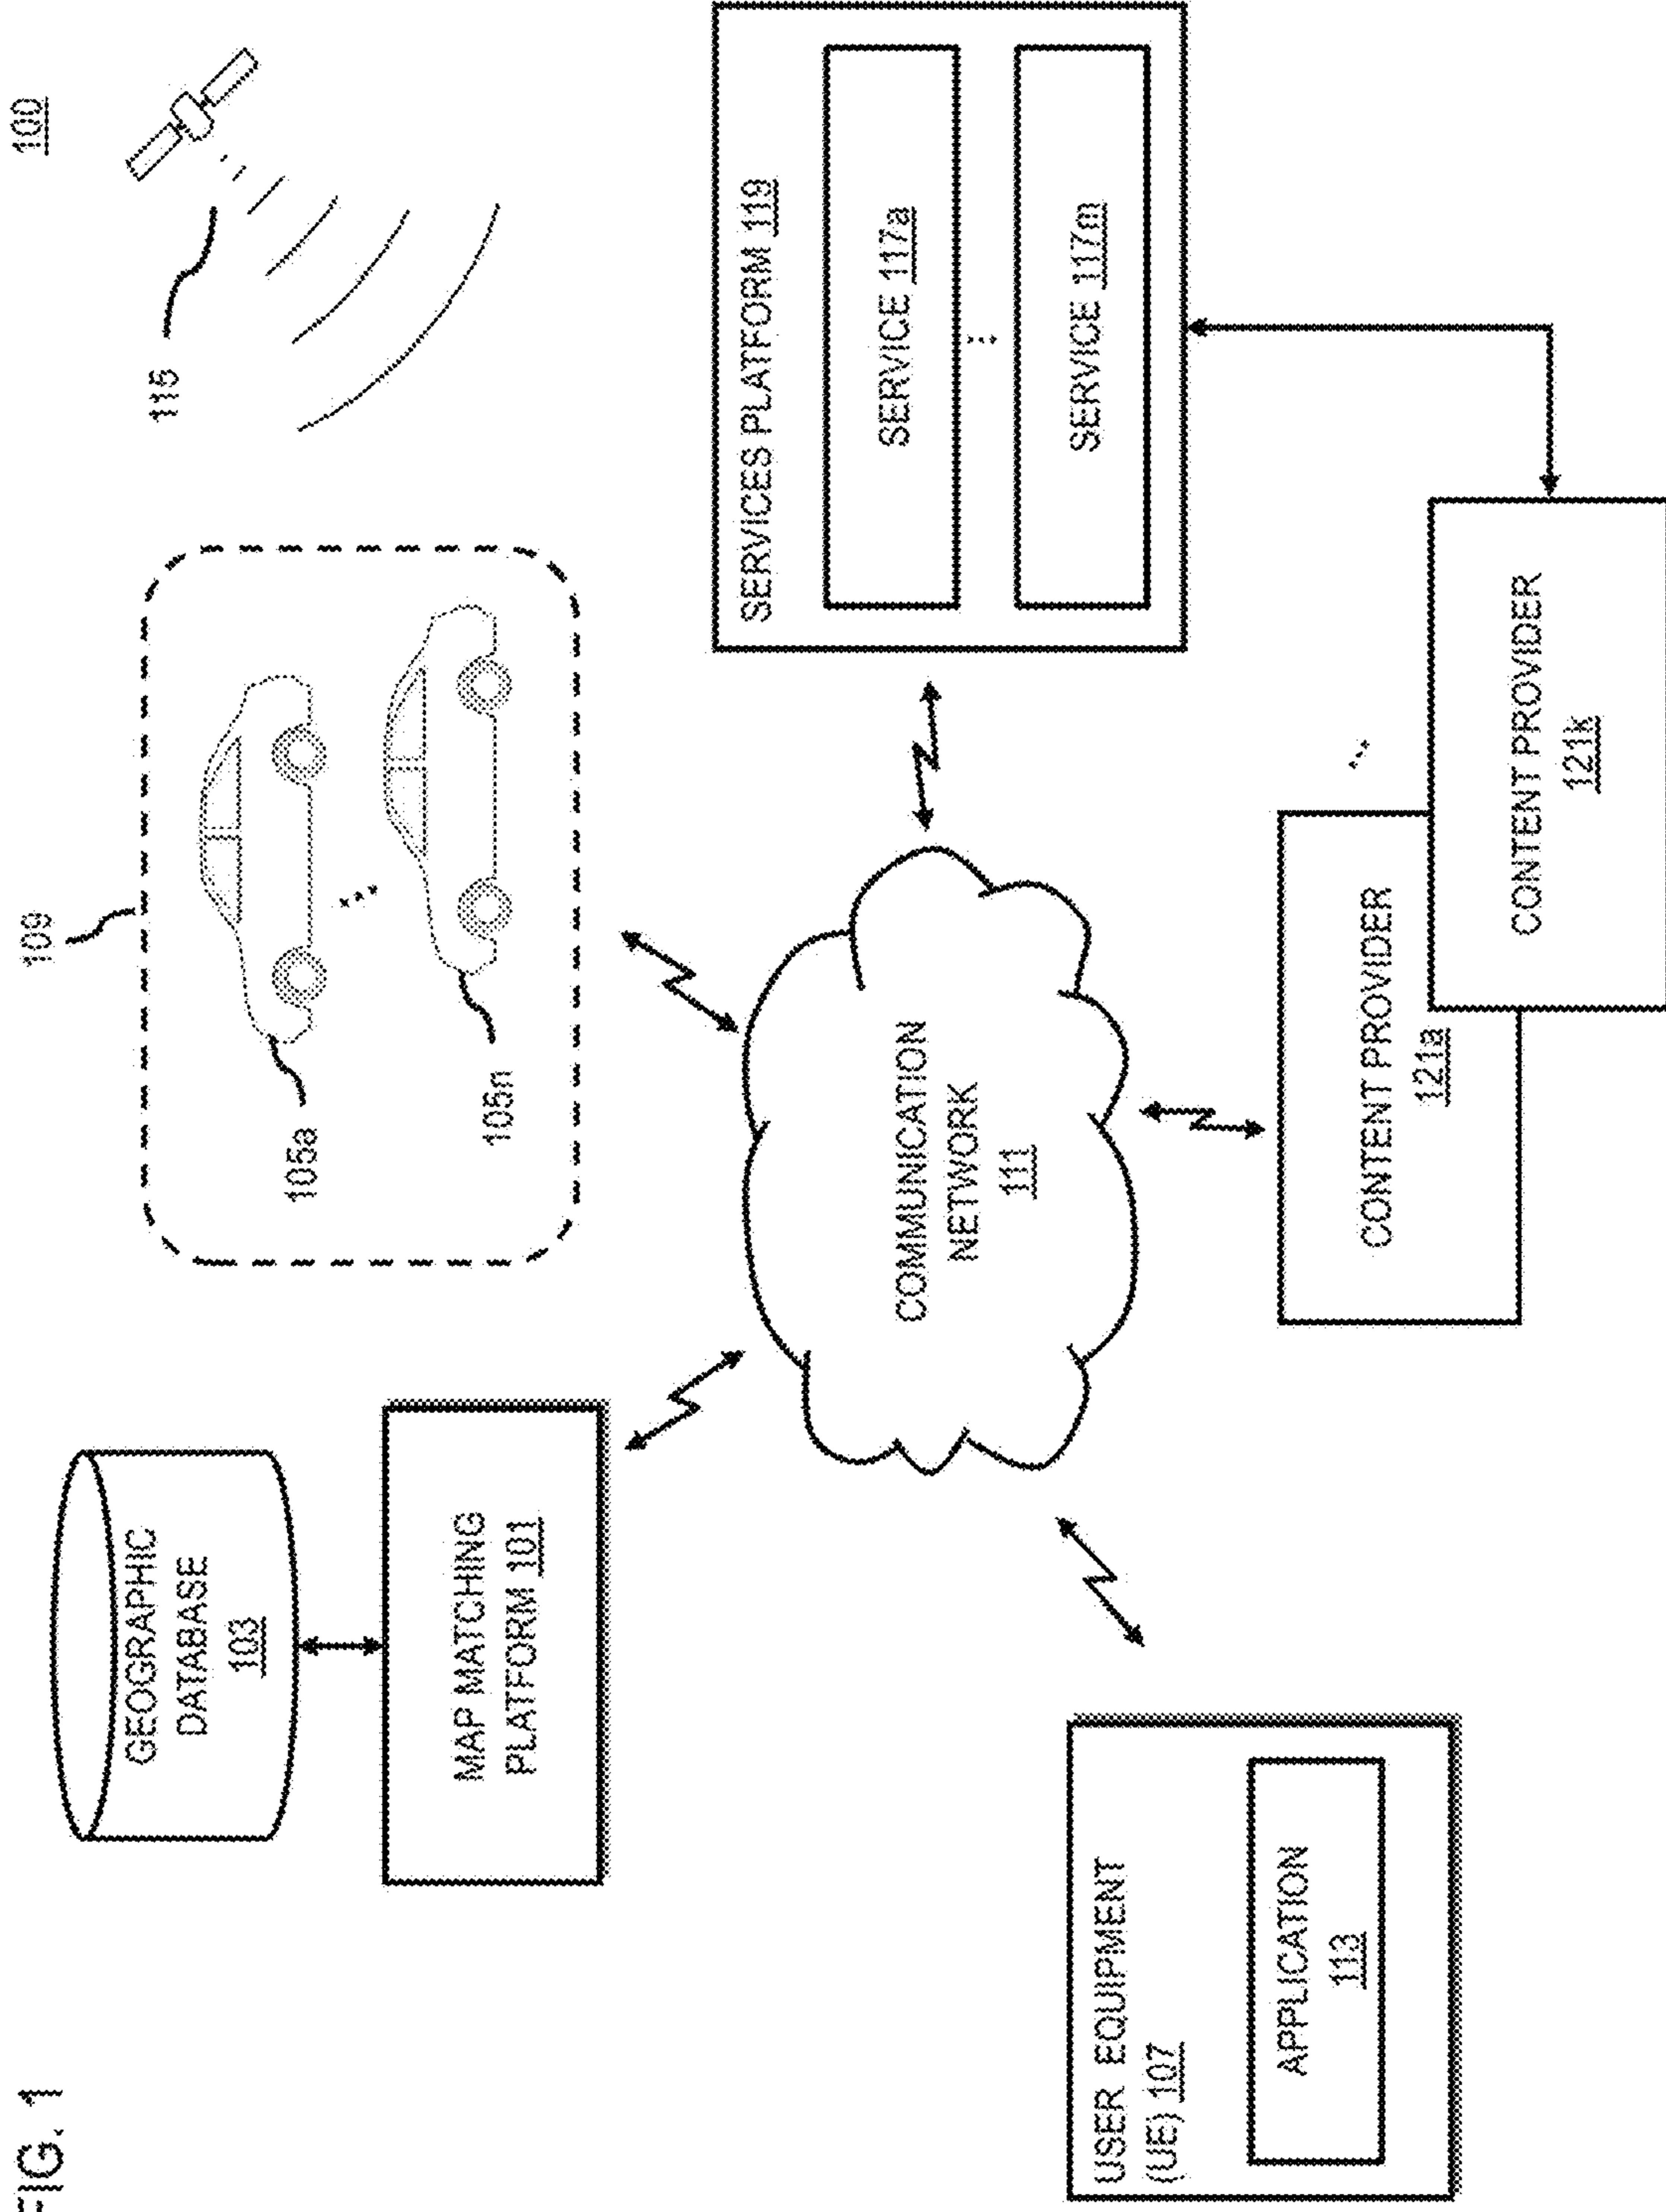 FIG. 1
100
GEOGRAPHIC
DATABASE
103
MAP MATCHING
PLATFORM 101
109
105a
105n
115
COMMUNICATION
NETWORK
111
SERVICES PLATFORM 119
SERVICE 117a
SERVICE 117m
USER EQUIPMENT
(UE) 107
APPLICATION
113
CONTENT PROVIDER
121a
CONTENT PROVIDER
121k